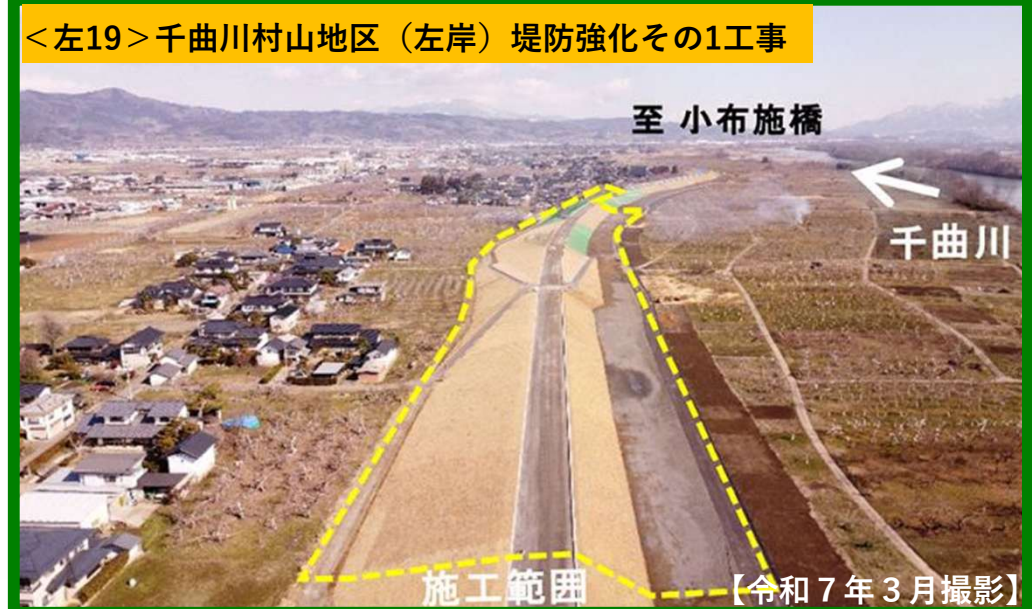 ＜左19＞千曲川村山地区（左岸）堤防強化その1工事
至 小布施橋
千曲川
施工範囲
【令和７年３月撮影】